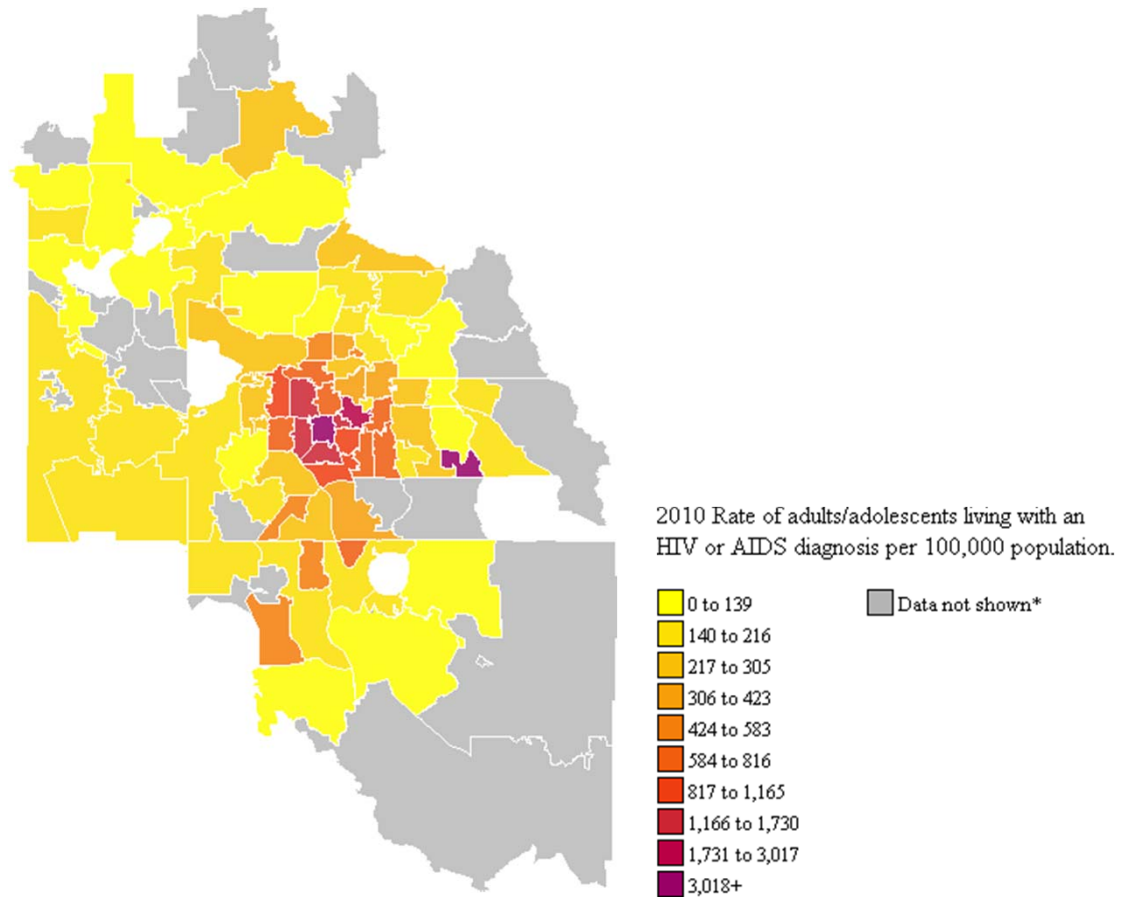 2010 Rate of adults/adolescents living with an
HIV or AIDS diagnosis per 100,000 population.
0 to 139
Data not shown*
140 to 216
217 to 305
306 to 423
424 to 583
584 to 816
817 to 1,165
1,166 to 1,730
1,731 to 3,017
3,018+